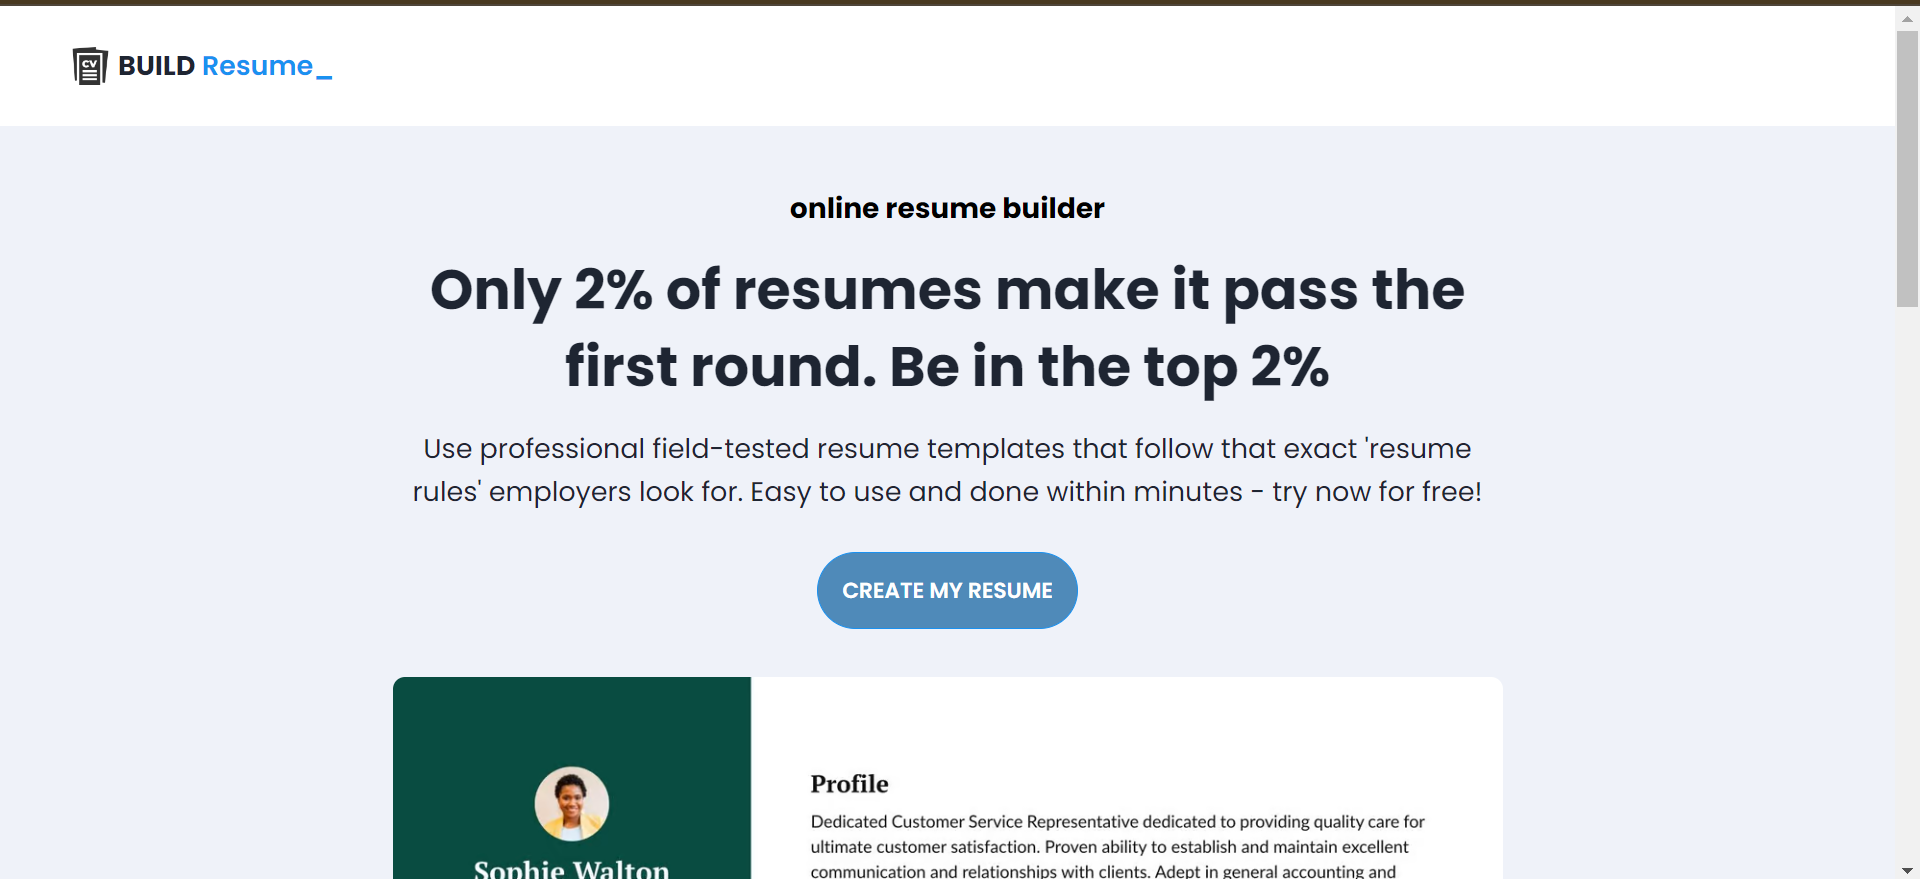 CV
BUILD Resume_
online resume builder
Only 2% of resumes make it pass the
first round. Be in the top 2%
Use professional field-tested resume templates that follow that exact 'resume
rules' employers look for. Easy to use and done within minutes - try now for free!
CREATE MY RESUME
Sophie Walton
Profile
Dedicated Customer Service Representative dedicated to providing quality care for
ultimate customer satisfaction. Proven ability to establish and maintain excellent
communication and relationships with clients. Adept in general accounting and